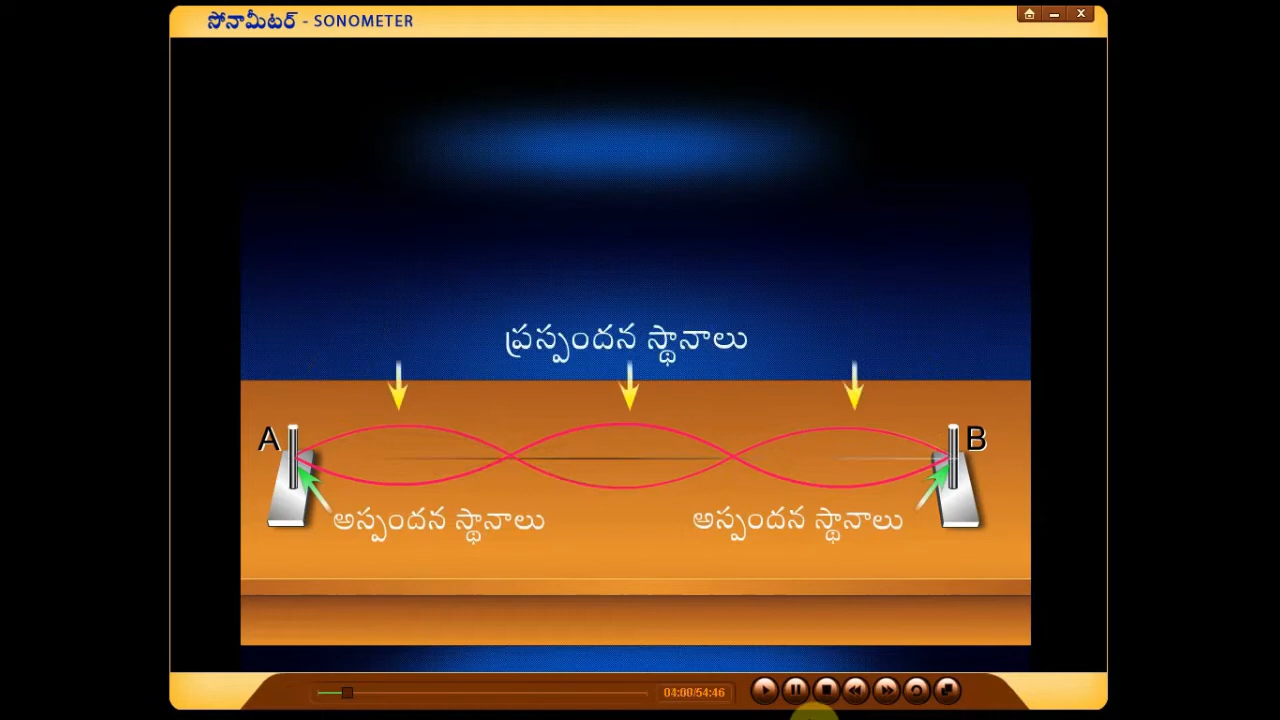 సోనామీటర్ - SONOMETER
ప్రస్పందన స్థానాలు
A
B
అస్పందన స్థానాలు
అస్పందన స్థానాలు
04:00/54:46